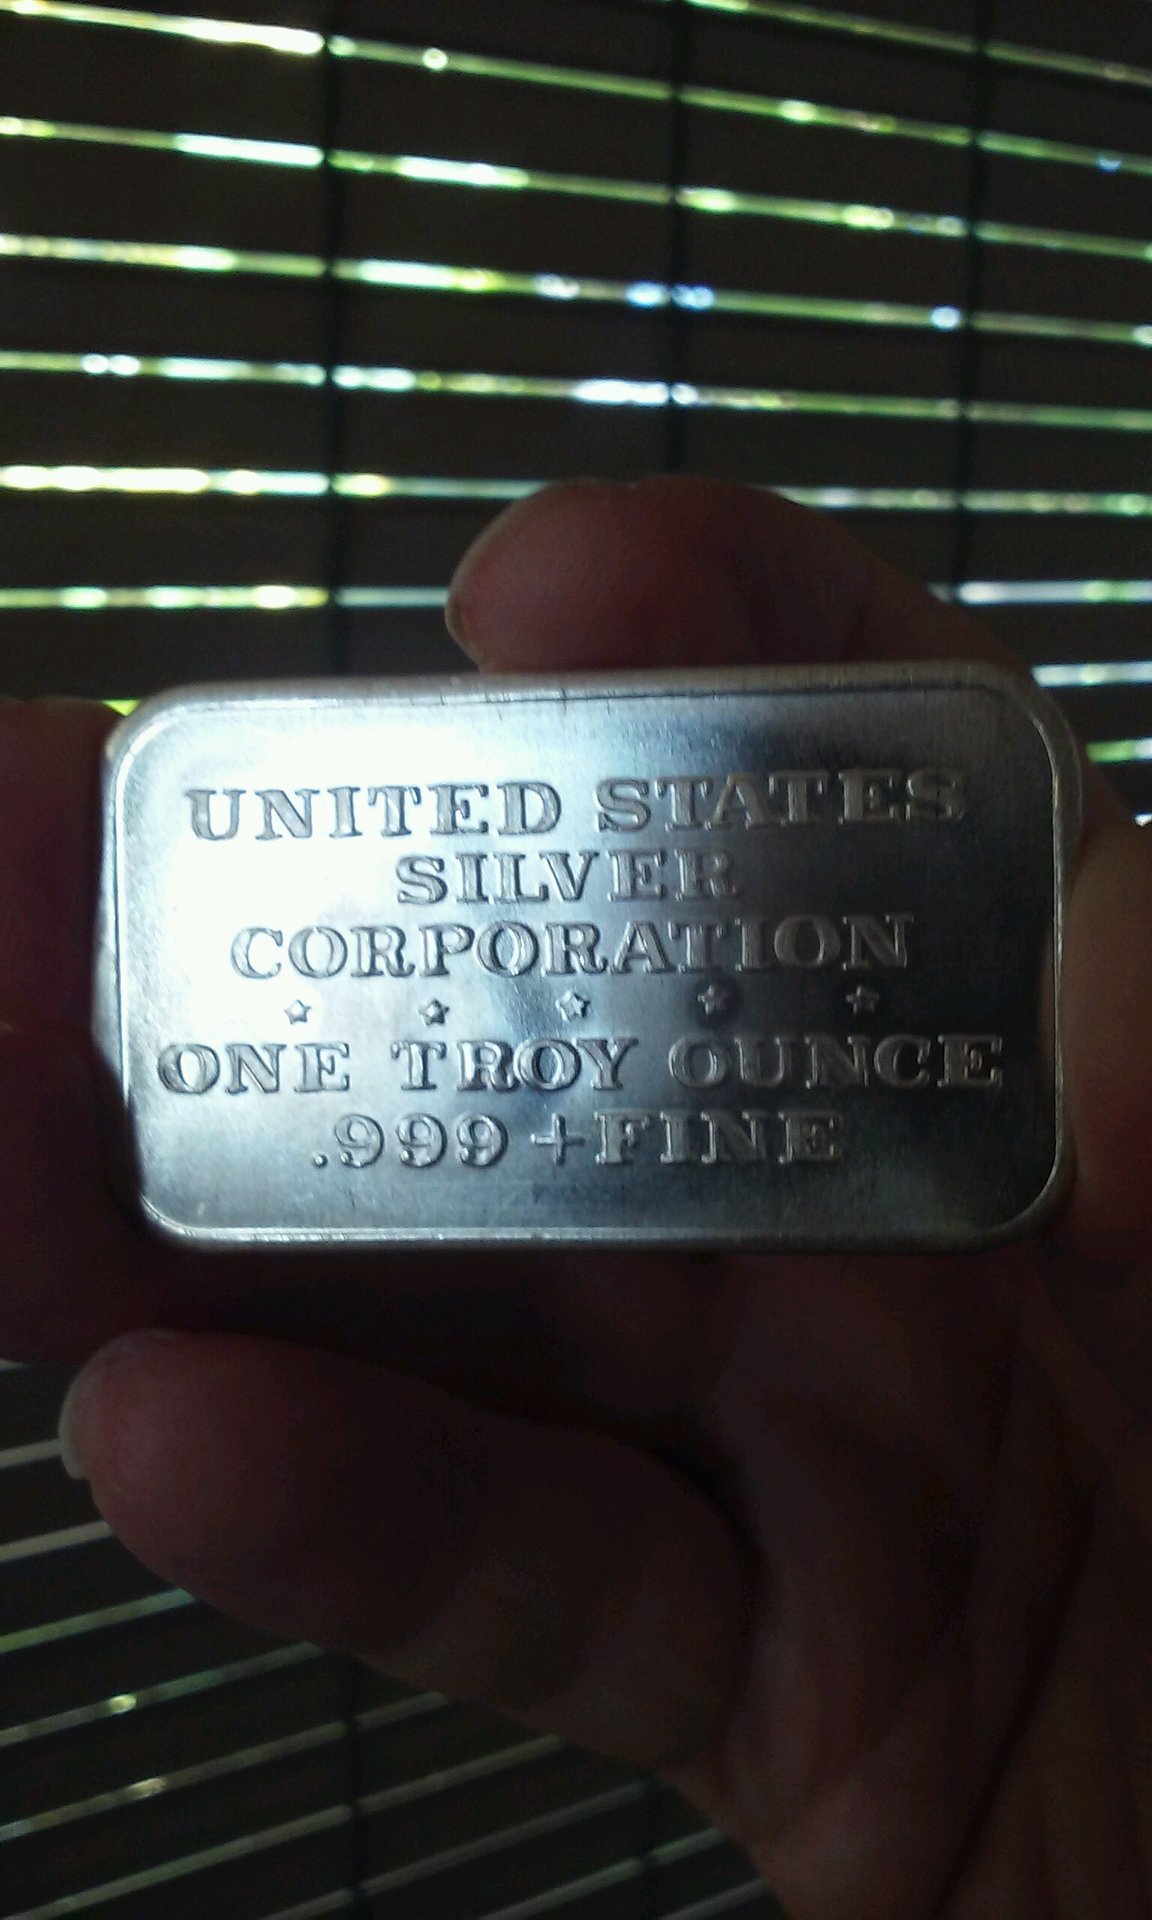 UNITED STATES
SILVER
CORPORATION
ONE TROY OUNCE
.999 +FINE